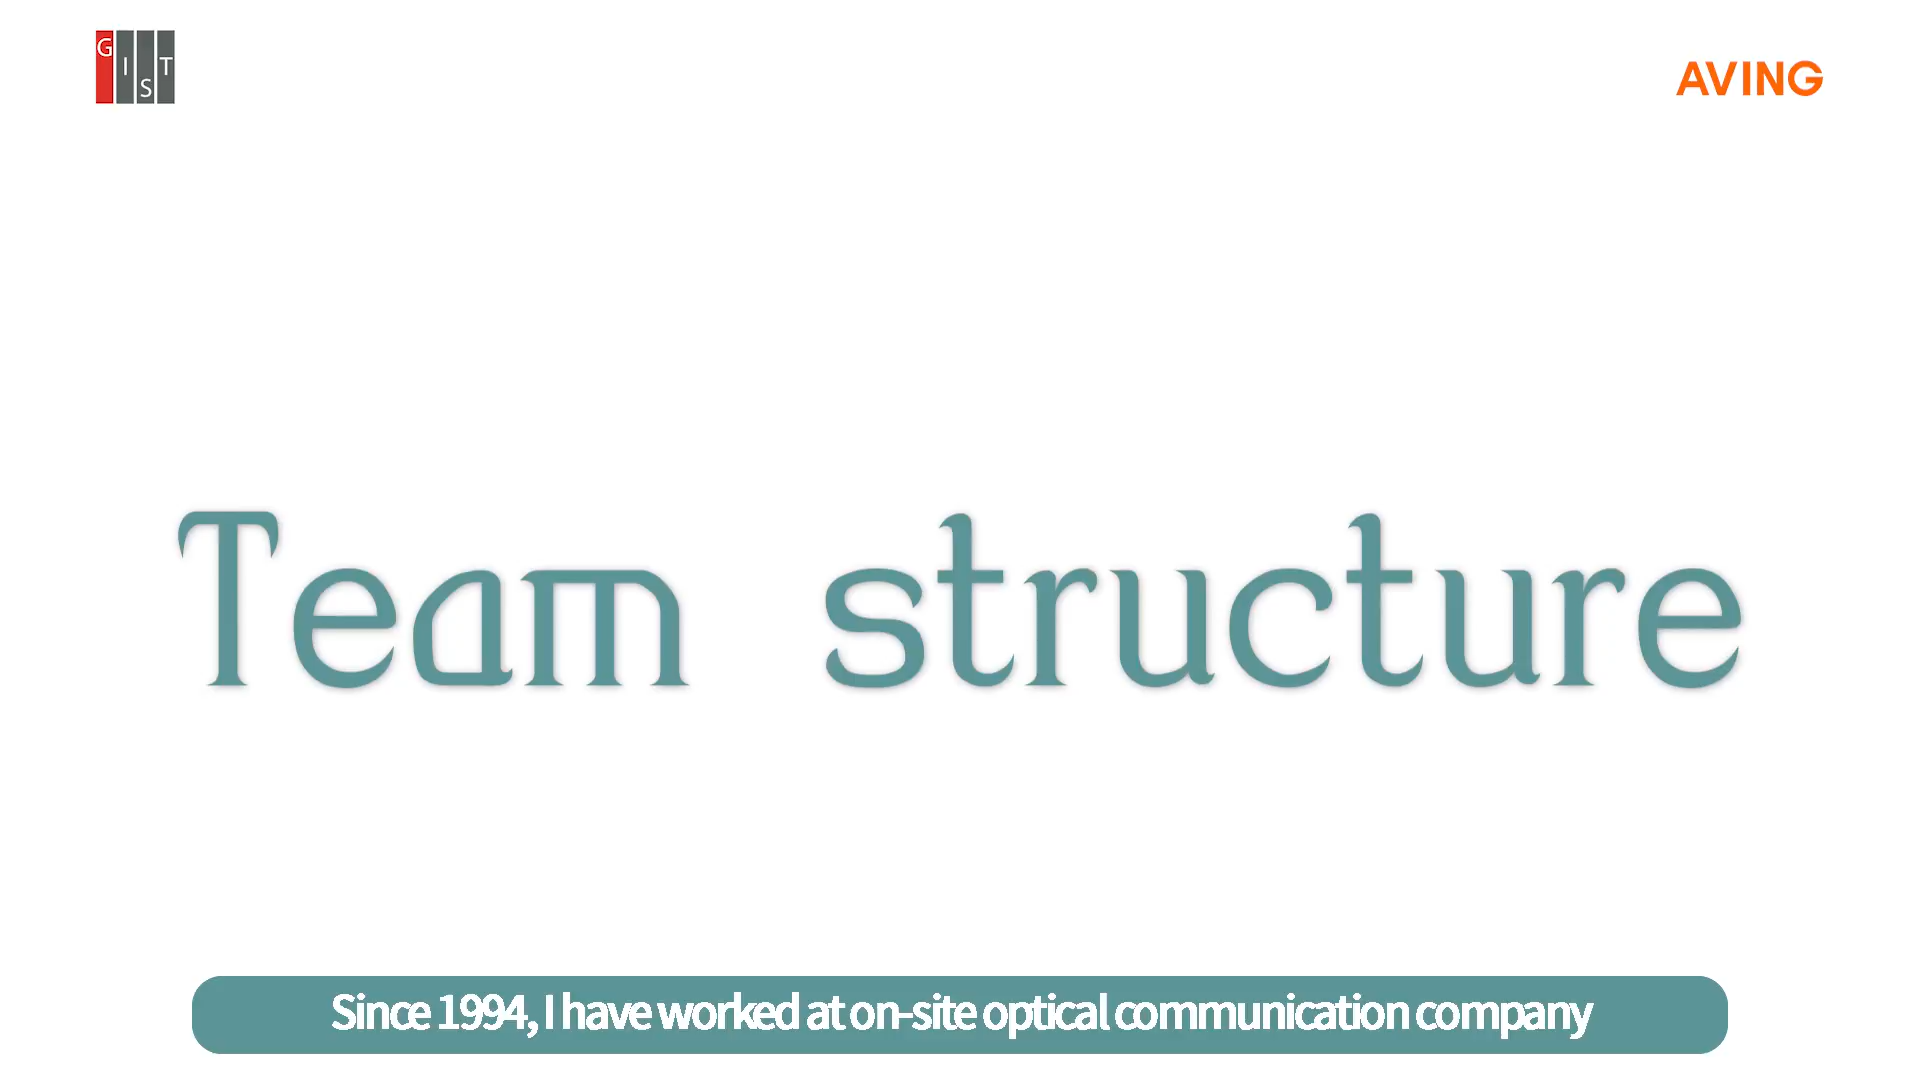 GIST
AVING
Team structure
Since 1994, I have worked at on-site optical communication company